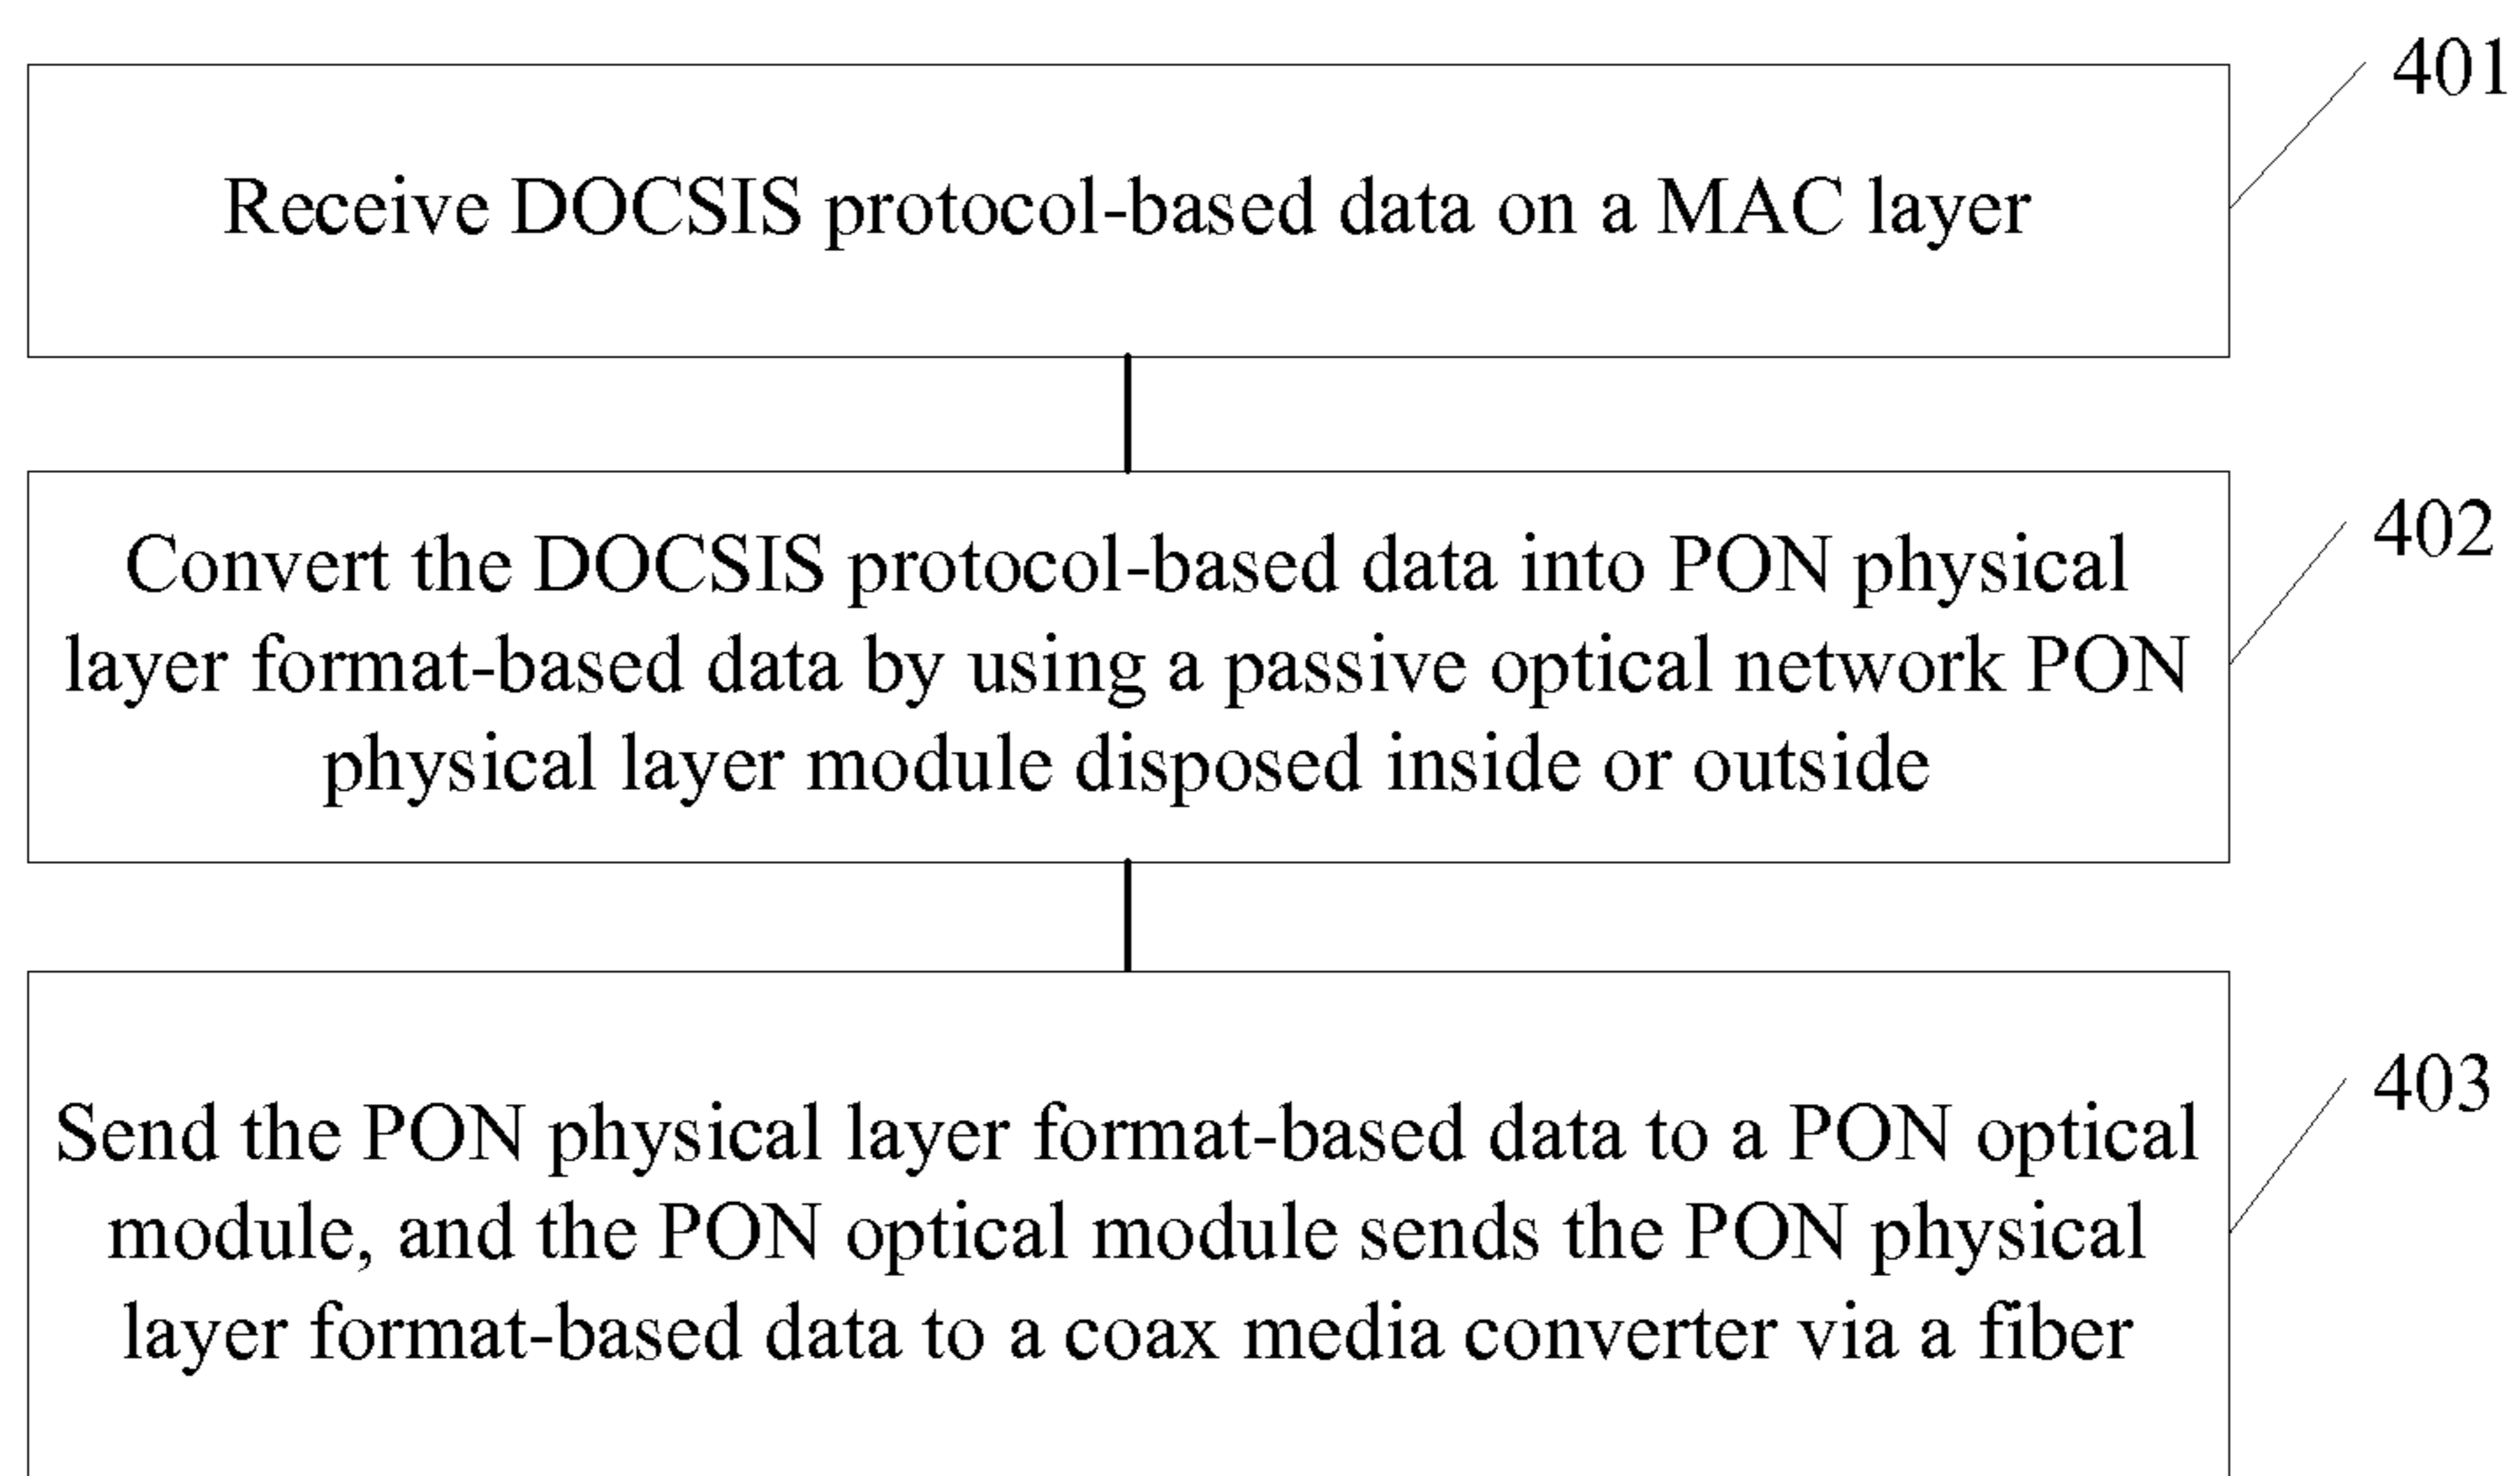 401
Receive DOCSIS protocol-based data on a MAC layer
402
Convert the DOCSIS protocol-based data into PON physical
layer format-based data by using a passive optical network PON
physical layer module disposed inside or outside
403
Send the PON physical layer format-based data to a PON optical
module, and the PON optical module sends the PON physical
layer format-based data to a coax media converter via a fiber